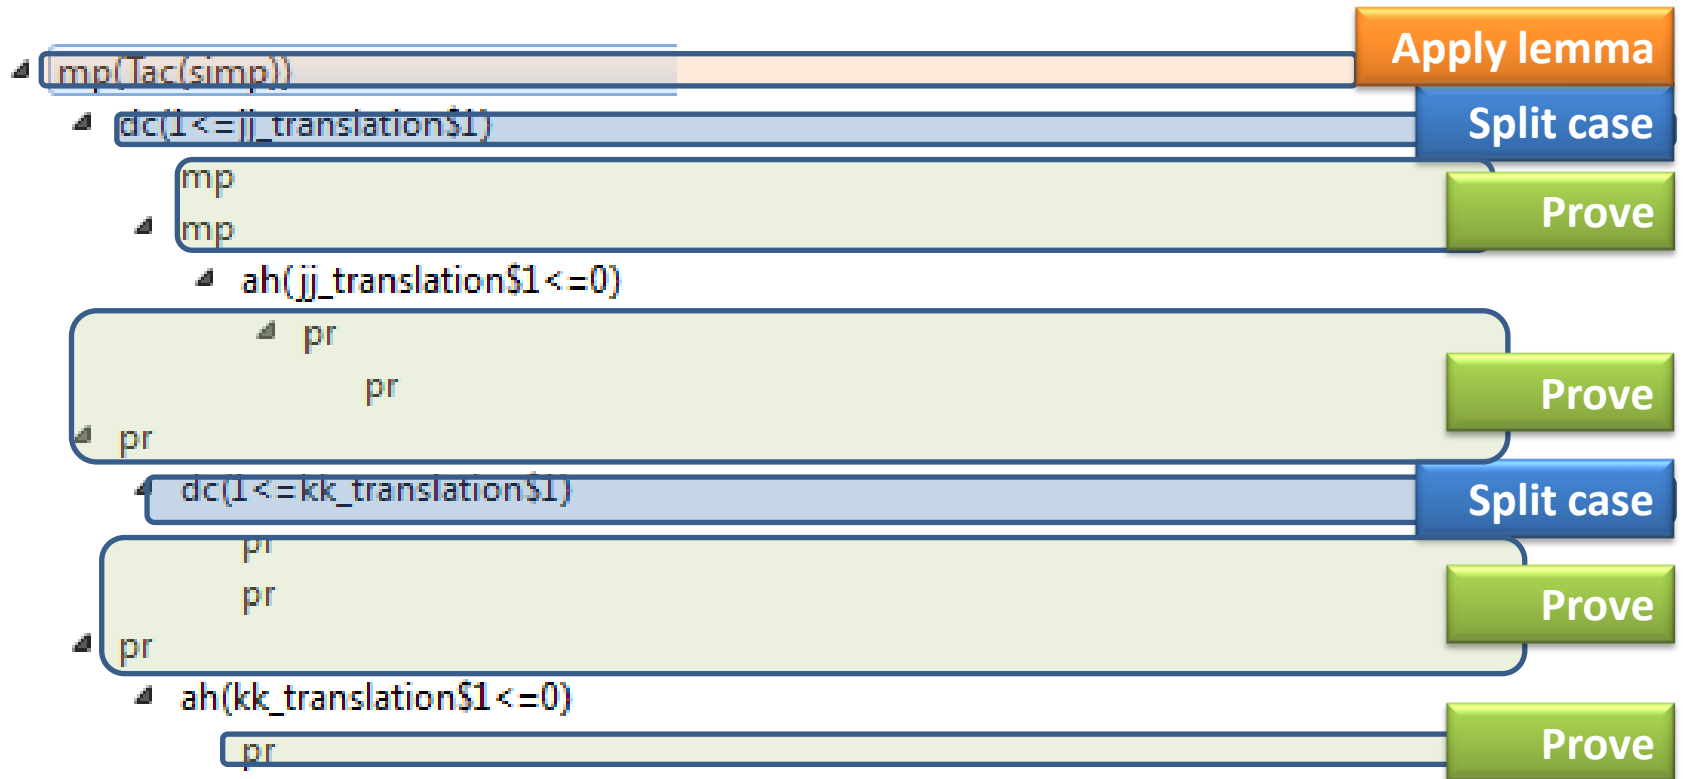 mp(Tac(simp)) Apply lemma
dc(1<=jj_translation$1) Split case
mp
mp Prove
ah(jj_translation$1<=0)
pr
pr Prove
pr
dc(1<=kk_translation$1) Split case
pr
pr Prove
pr
ah(kk_translation$1<=0)
pr Prove